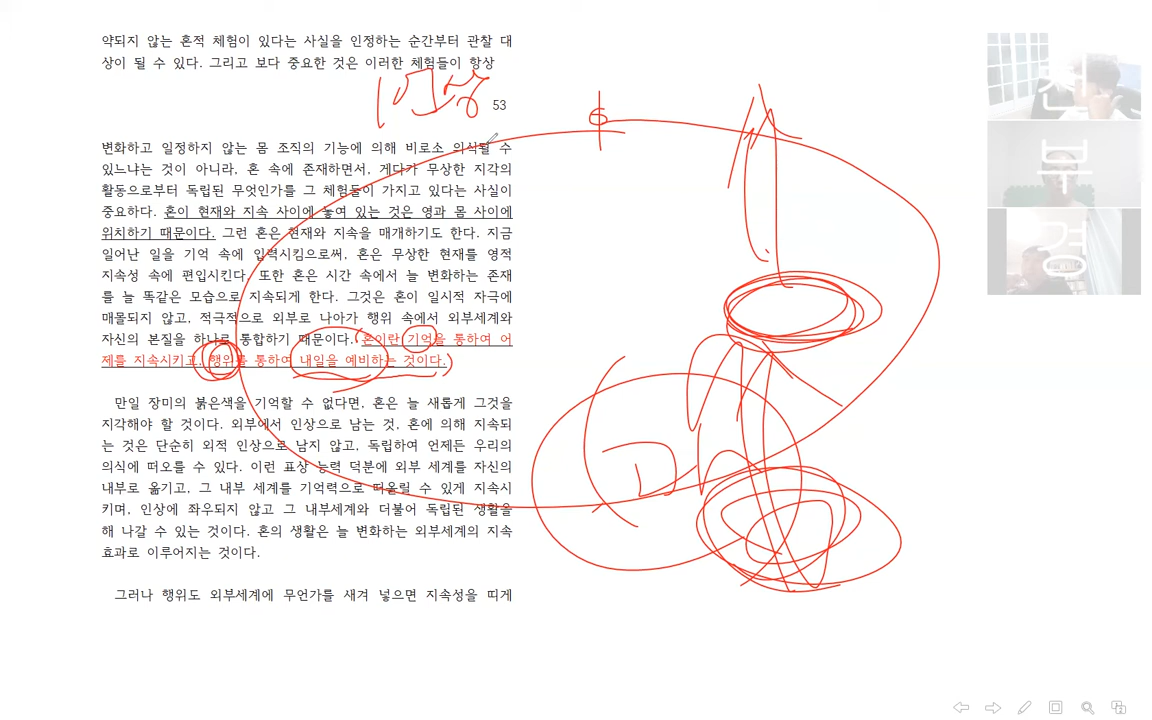 약되지 않는 혼적 체험이 있다는 사실을 인정하는 순간부터 관찰 대
상이 될 수 있다. 그리고 보다 중요한 것은 이러한 체험들이 항상
53
변화하고 일정하지 않는 몸 조직의 기능에 의해 비로소 의식될 수
있느냐는 것이 아니라, 혼 속에 존재하면서, 게다가 무상한 지각의
활동으로부터 독립된 무엇인가를 그 체험들이 가지고 있다는 사실이
중요하다. 혼이 현재와 지속 사이에 놓여 있는 것은 영과 몸 사이에
위치하기 때문이다. 그런 혼은 현재와 지속을 매개하기도 한다. 지금
일어난 일을 기억 속에 입력시킴으로써, 혼은 무상한 현재를 영적
지속성 속에 편입시킨다. 또한 혼은 시간 속에서 늘 변화하는 존재
를 늘 똑같은 모습으로 지속되게 한다. 그것은 혼이 일시적 자극에
매몰되지 않고, 적극적으로 외부로 나아가 행위 속에서 외부세계와
자신의 본질을 하나로 통합하기 때문이다. 혼이란 기억을 통하여 어
제를 지속시키고, 행위를 통하여 내일을 예비하는 것이다.
만일 장미의 붉은색을 기억할 수 없다면, 혼은 늘 새롭게 그것을
지각해야 할 것이다. 외부에서 인상으로 남는 것, 혼에 의해 지속되
는 것은 단순히 외적 인상으로 남지 않고, 독립하여 언제든 우리의
의식에 떠오를 수 있다. 이런 표상 능력 덕분에 외부 세계를 자신의
내부로 옮기고, 그 내부 세계를 기억력으로 떠올릴 수 있게 지속시
키며, 인상에 좌우되지 않고 그 내부세계와 더불어 독립된 생활을
해 나갈 수 있는 것이다. 혼의 생활은 늘 변화하는 외부세계의 지속
효과로 이루어지는 것이다.
그러나 행위도 외부세계에 무언가를 새겨 넣으면 지속성을 띠게
부
경